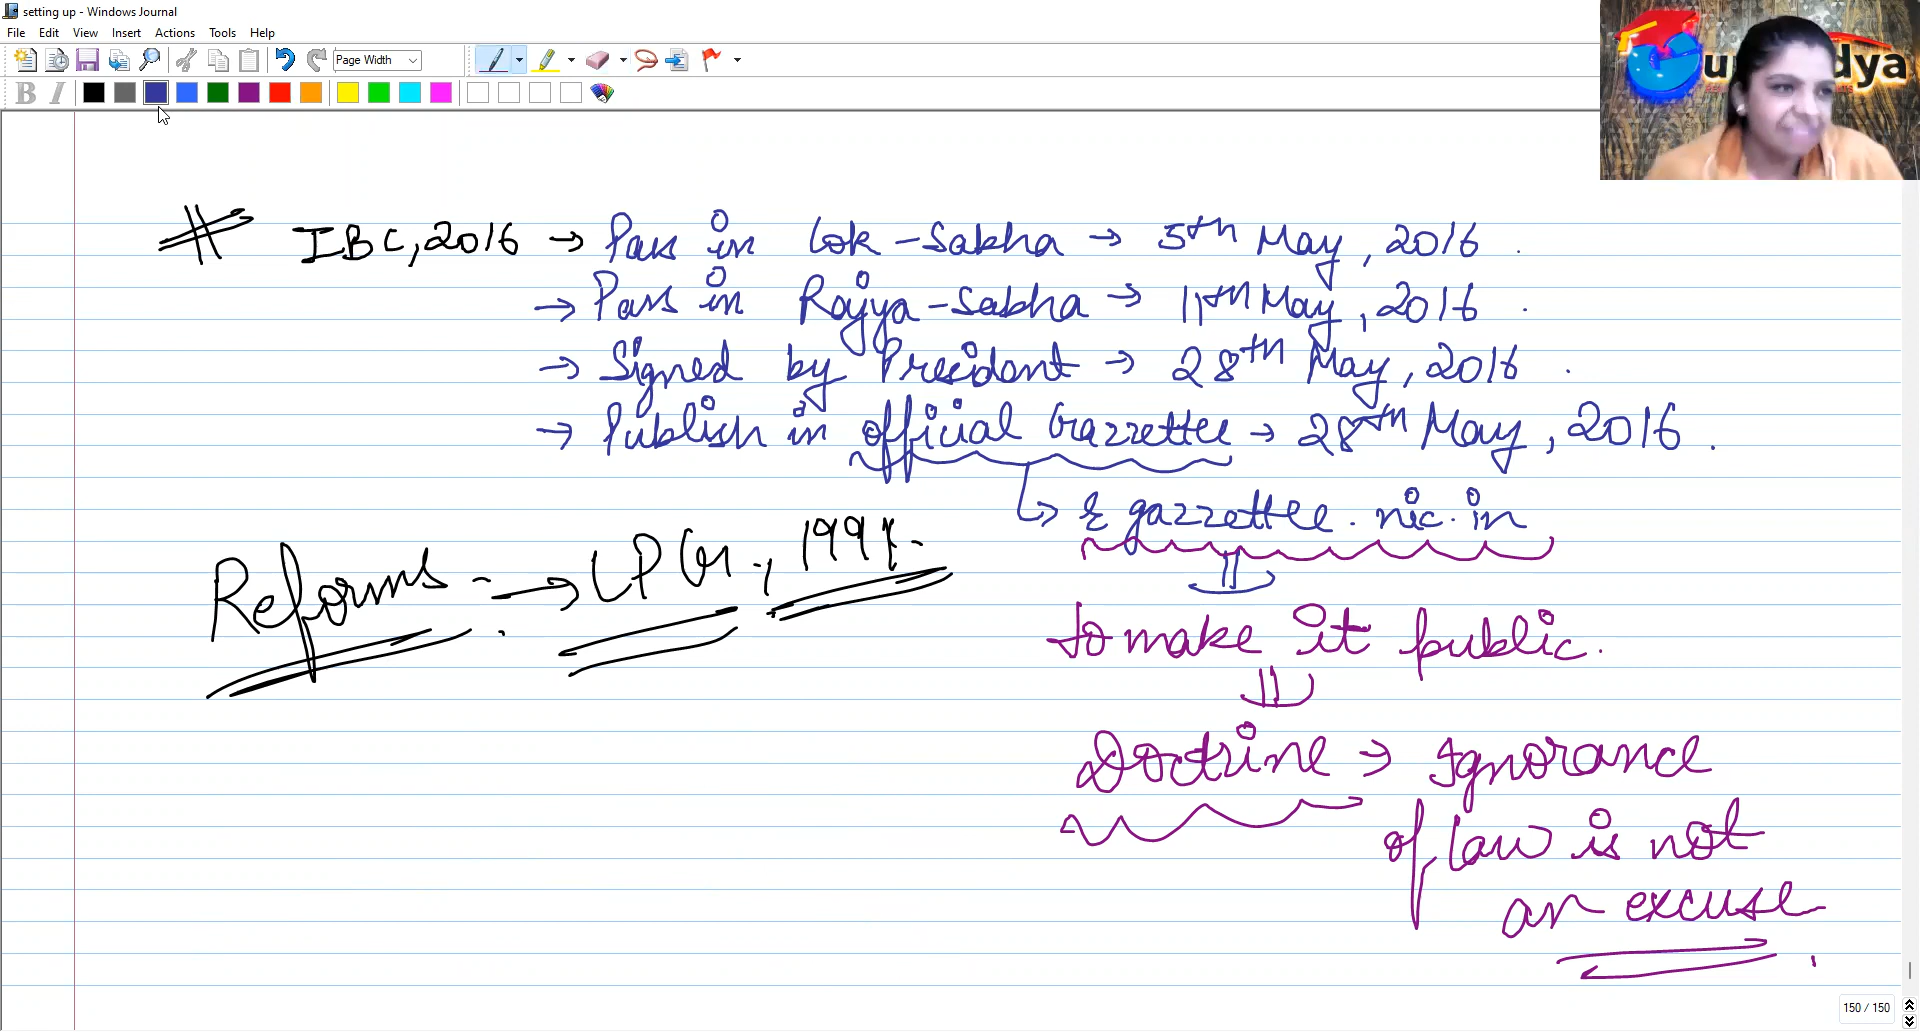 setting up - Windows Journal
File Edit View Insert Actions Tools Help
Page Width
B I
# IBC, 2016 → Pass in Lok-Sabha → 5th May, 2016.
→ Pass in Rajya-Sabha → 11th May, 2016.
→ Signed by President → 28th May, 2016.
→ Publish in official Gazzettee → 28th May, 2016.
↳ egazzettee.nic.in
Reforms → LPG, 1991.
to make it public.
Doctrine → Ignorance
of law is not
an excuse.
150 / 150